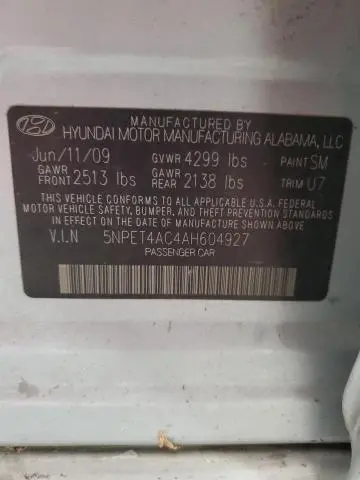 MANUFACTURED BY
HYUNDAI MOTOR MANUFACTURING ALABAMA, LLC
Jun/11/09 GVWR 4299 lbs PAINT SM
GAWR FRONT 2513 lbs GAWR REAR 2138 lbs TRIM U7
THIS VEHICLE CONFORMS TO ALL APPLICABLE U.S.A. FEDERAL
MOTOR VEHICLE SAFETY, BUMPER, AND THEFT PREVENTION STANDARDS
IN EFFECT ON THE DATE OF MANUFACTURE SHOWN ABOVE.
V.I.N 5NPET4AC4AH604927
PASSENGER CAR